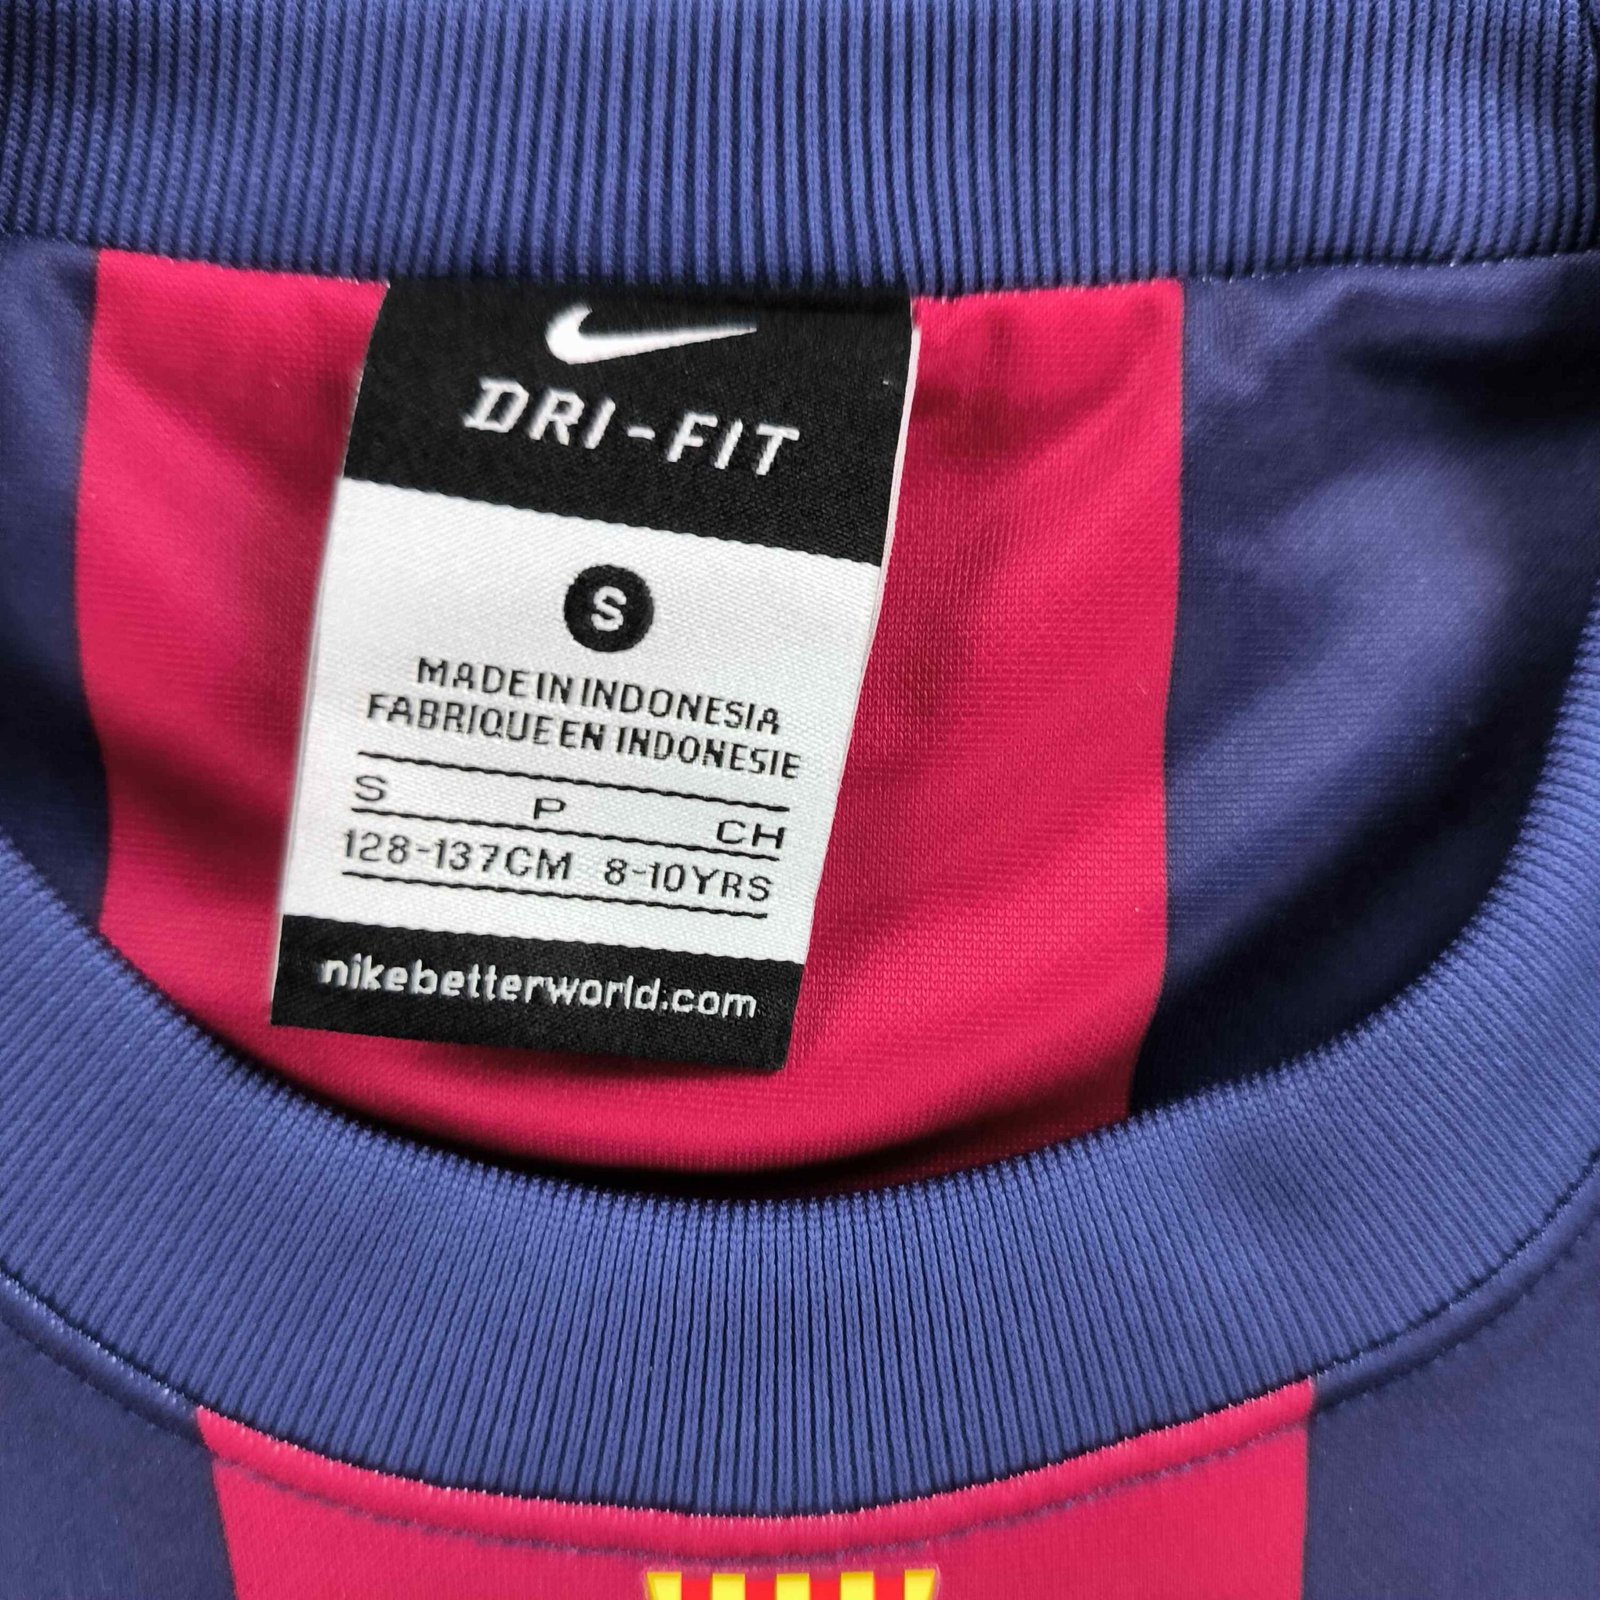 DRI-FIT
S
MADE IN INDONESIA
FABRIQUE EN INDONESIE
S P CH
128-137CM 8-10YRS
nikebetterworld.com